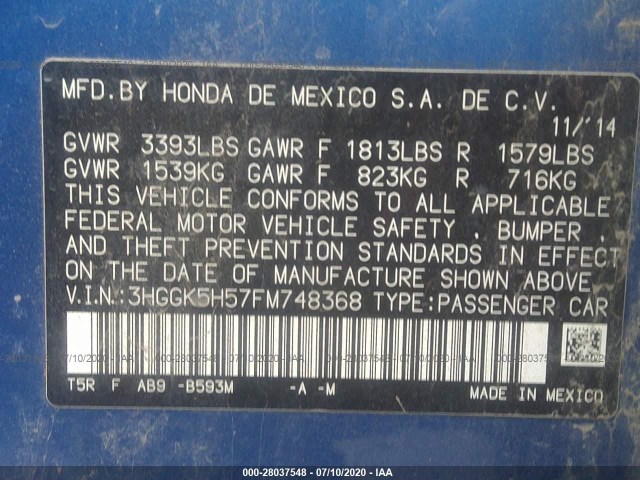 MFD.BY HONDA DE MEXICO S.A. DE C.V.
11/'14
GVWR 3393LBS GAWR F 1813LBS R 1579LBS
GVWR 1539KG GAWR F 823KG R 716KG
THIS VEHICLE CONFORMS TO ALL APPLICABLE
FEDERAL MOTOR VEHICLE SAFETY, BUMPER,
AND THEFT PREVENTION STANDARDS IN EFFECT
ON THE DATE OF MANUFACTURE SHOWN ABOVE
V.I.N.:3HGGK5H57FM748368 TYPE:PASSENGER CAR
T5R F AB9 -B593M -A -M MADE IN MEXICO
000-28037548 - 07/10/2020 - IAA